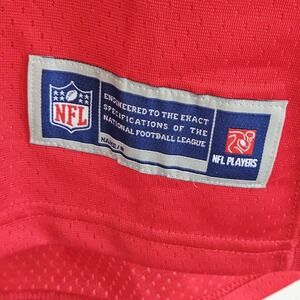 NFL
ENGINEERED TO THE EXACT
SPECIFICATIONS OF THE
NATIONAL FOOTBALL LEAGUE
NFL PLAYERS